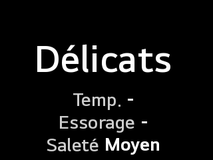 Délicats
Temp. -
Essorage -
Saleté Moyen